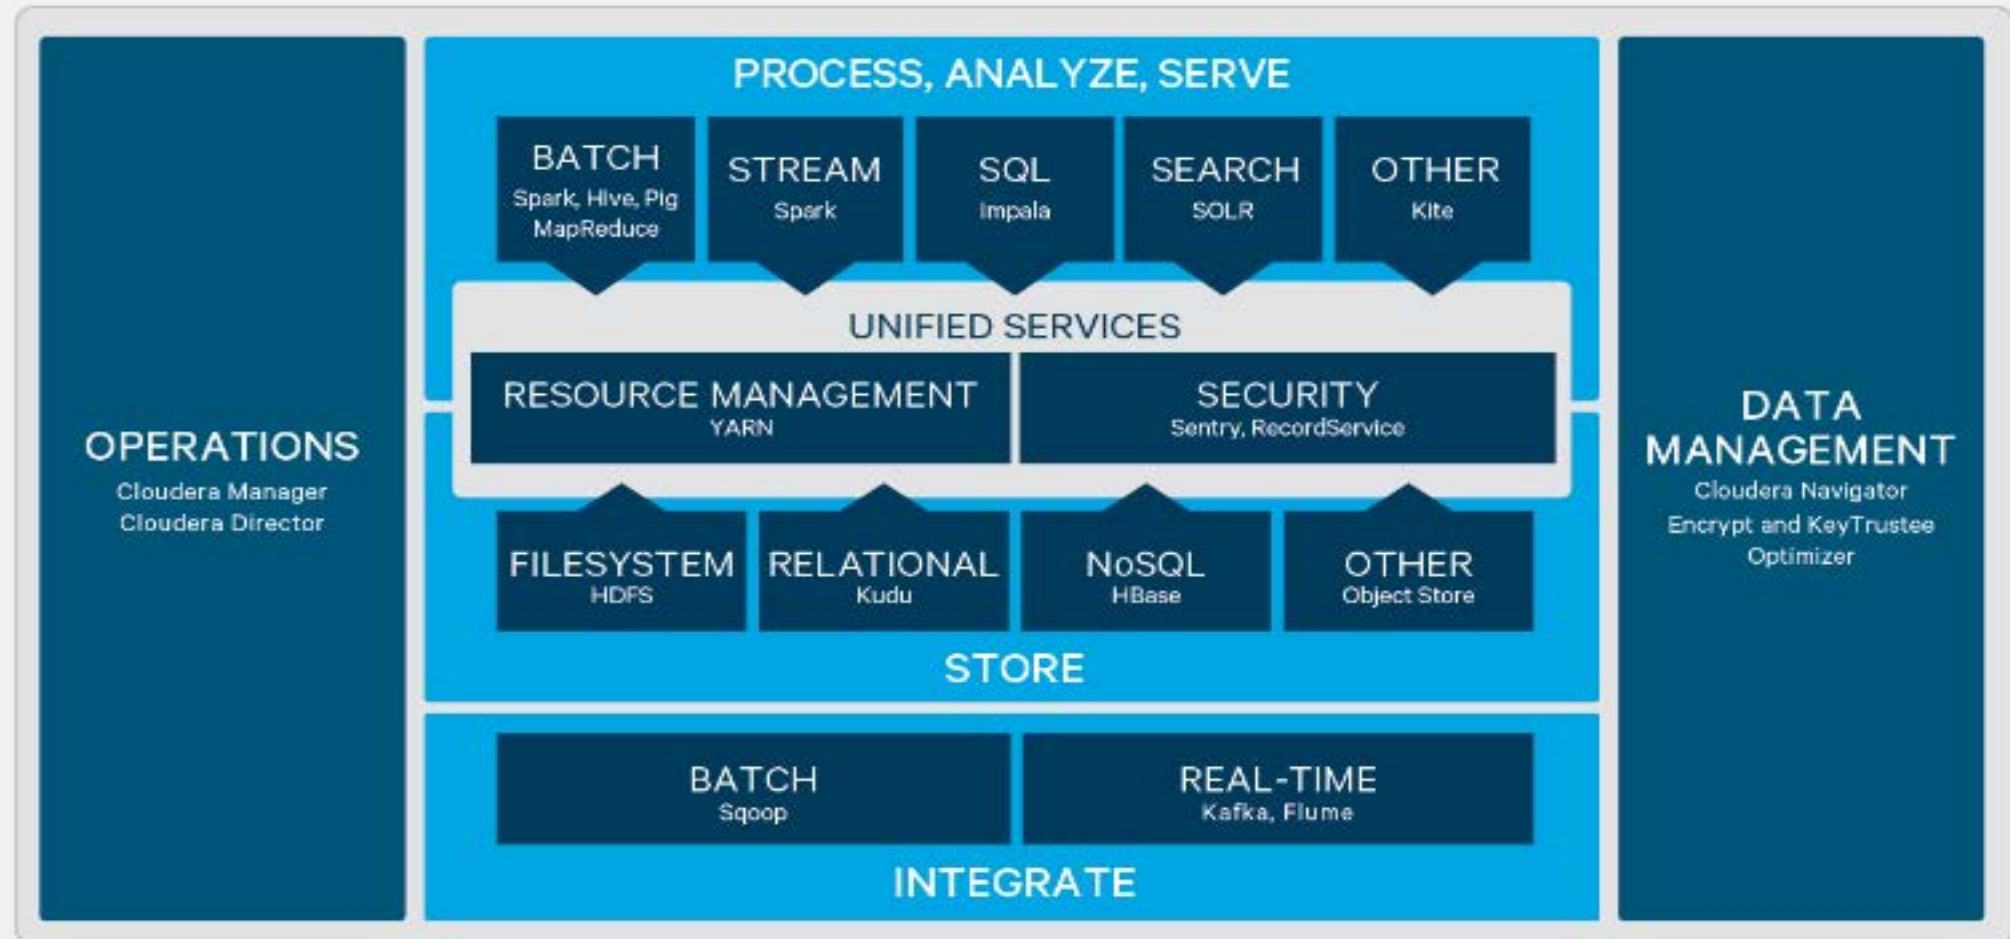 PROCESS, ANALYZE, SERVE
BATCH
Spark, Hive, Pig
MapReduce
STREAM
Spark
SQL
Impala
SEARCH
SOLR
OTHER
Kite
UNIFIED SERVICES
RESOURCE MANAGEMENT
YARN
SECURITY
Sentry, RecordService
FILESYSTEM
HDFS
RELATIONAL
Kudu
NoSQL
HBase
OTHER
Object Store
STORE
BATCH
Sqoop
REAL-TIME
Kafka, Flume
INTEGRATE
OPERATIONS
Cloudera Manager
Cloudera Director
DATA
MANAGEMENT
Cloudera Navigator
Encrypt and KeyTrustee
Optimizer